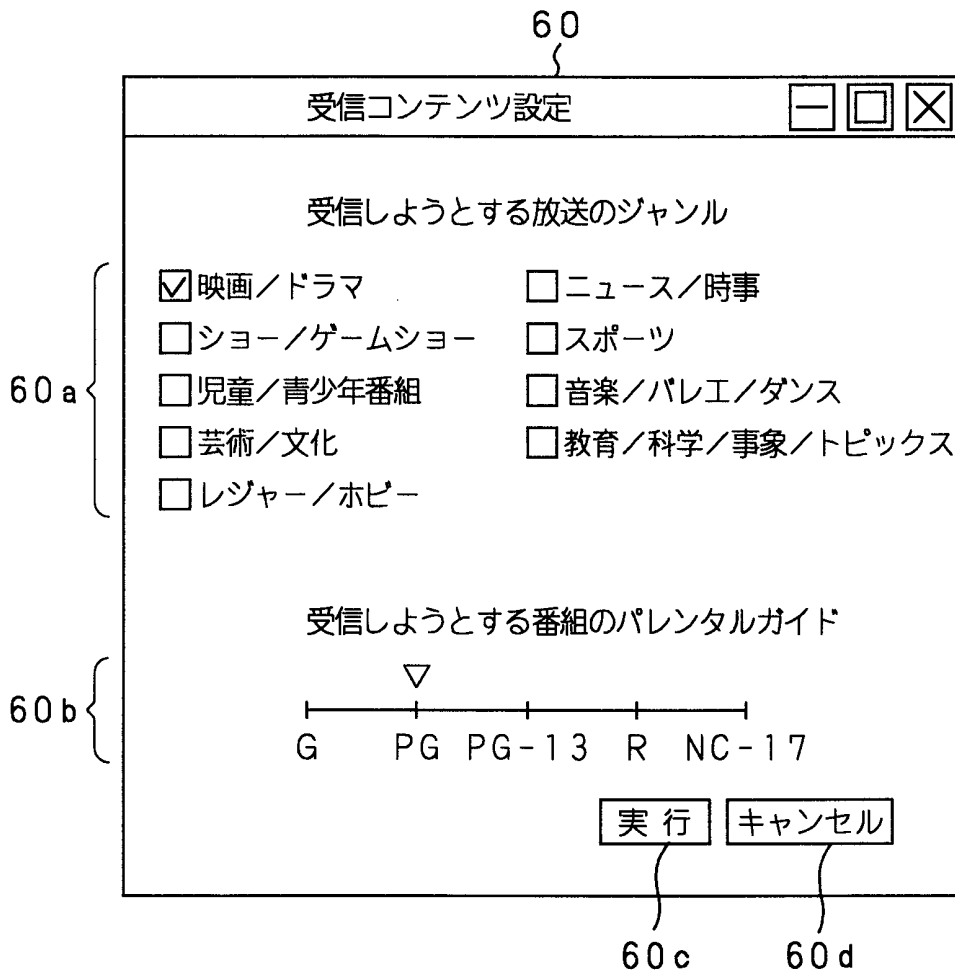 60
受信コンテンツ設定
受信しようとする放送のジャンル
映画／ドラマ ニュース／時事
ショー／ゲームショー スポーツ
60a 児童／青少年番組 音楽／バレエ／ダンス
芸術／文化 教育／科学／事象／トピックス
レジャー／ホビー
受信しようとする番組のパレンタルガイド
60b
G PG PG-13 R NC-17
実行 キャンセル
60c 60d